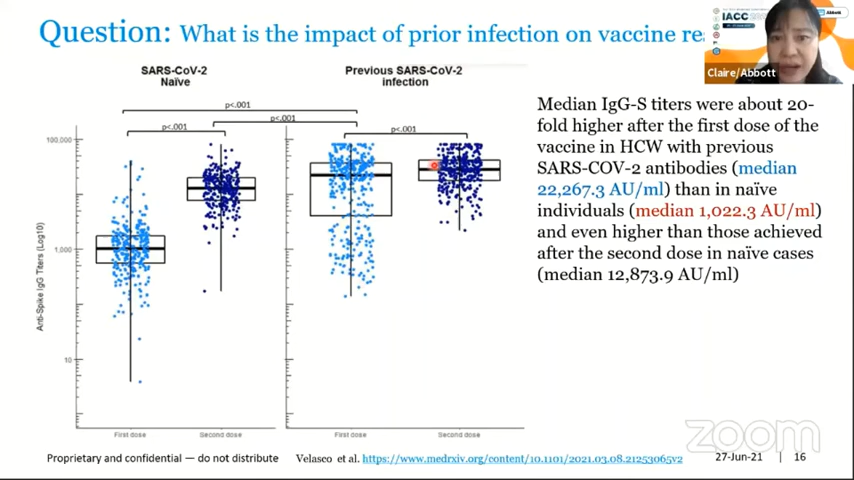 Question: What is the impact of prior infection on vaccine
IACC
Abbott
Claire/Abbott
SARS-CoV-2
Naïve
Previous SARS-CoV-2
infection
p<.001
p<.001
p<.001
p<.001
100,000
1,000
10
Anti-Spike IgG Titers (Log10)
First dose
Second dose
First dose
Second dose
Median IgG-S titers were about 20-
fold higher after the first dose of the
vaccine in HCW with previous
SARS-COV-2 antibodies (median
22,267.3 AU/ml) than in naïve
individuals (median 1,022.3 AU/ml)
and even higher than those achieved
after the second dose in naïve cases
(median 12,873.9 AU/ml)
zoom
Proprietary and confidential — do not distribute
Velasco et al. https://www.medrxiv.org/content/10.1101/2021.03.08.21253065v2
27-Jun-21 | 16